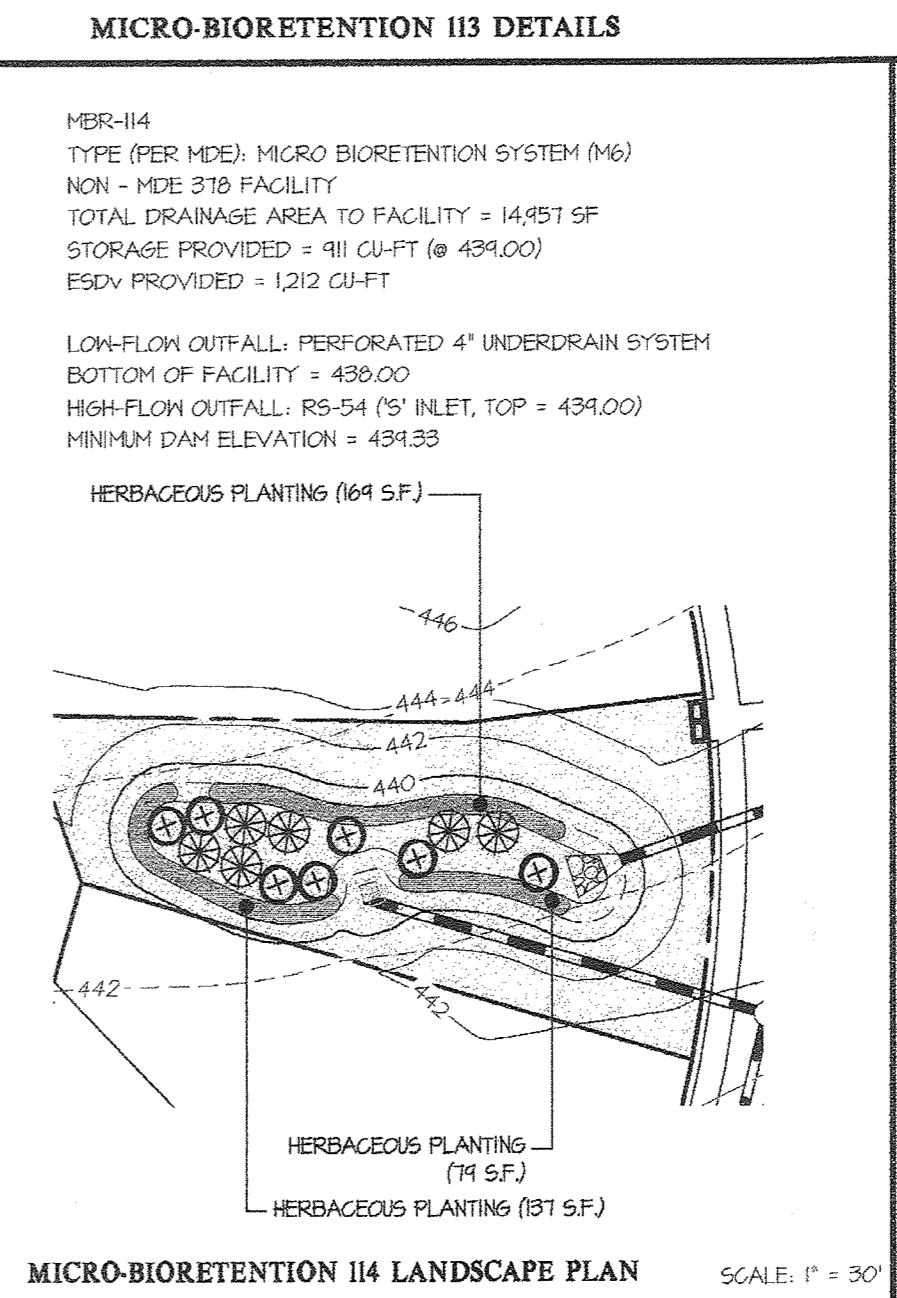 MICRO-BIORETENTION 113 DETAILS
MBR-114
TYPE (PER MDE): MICRO BIORETENTION SYSTEM (M6)
NON - MDE 378 FACILITY
TOTAL DRAINAGE AREA TO FACILITY = 14,957 SF
STORAGE PROVIDED = 911 CU-FT (@ 439.00)
ESDv PROVIDED = 1,212 CU-FT
LOW-FLOW OUTFALL: PERFORATED 4" UNDERDRAIN SYSTEM
BOTTOM OF FACILITY = 438.00
HIGH-FLOW OUTFALL: RS-54 ('S' INLET, TOP = 439.00)
MINIMUM DAM ELEVATION = 439.33
HERBACEOUS PLANTING (169 S.F.)
446
444 444
442
440
442
442
HERBACEOUS PLANTING
(79 S.F.)
HERBACEOUS PLANTING (137 S.F.)
MICRO-BIORETENTION 114 LANDSCAPE PLAN
SCALE: 1" = 30'